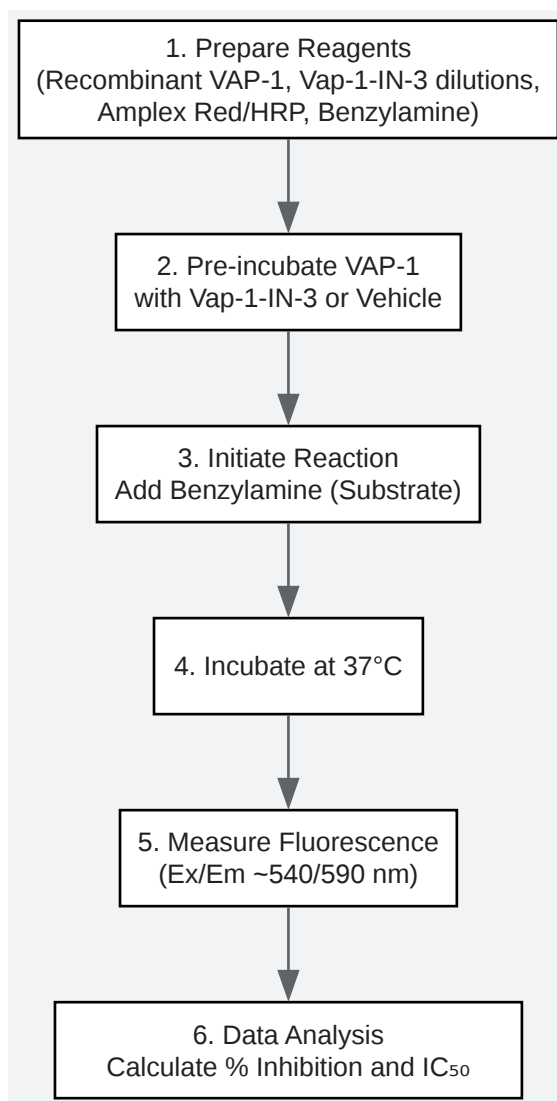 1. Prepare Reagents
(Recombinant VAP-1, Vap-1-IN-3 dilutions,
Amplex Red/HRP, Benzylamine)
2. Pre-incubate VAP-1
with Vap-1-IN-3 or Vehicle
3. Initiate Reaction
Add Benzylamine (Substrate)
4. Incubate at 37°C
5. Measure Fluorescence
(Ex/Em ~540/590 nm)
6. Data Analysis
Calculate % Inhibition and IC₅₀